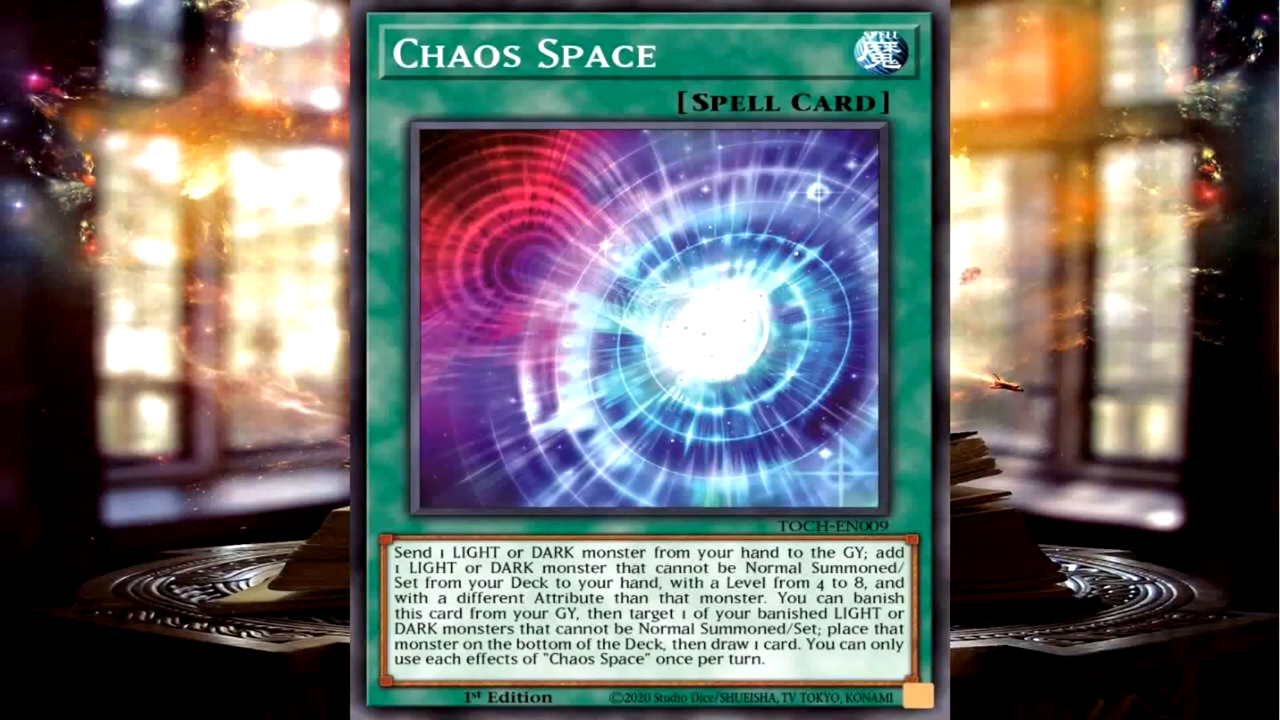 CHAOS SPACE
SPELL
魔
[SPELL CARD]
TOCH-EN009
Send 1 LIGHT or DARK monster from your hand to the GY; add
1 LIGHT or DARK monster that cannot be Normal Summoned/
Set from your Deck to your hand, with a Level from 4 to 8, and
with a different Attribute than that monster. You can banish
this card from your GY, then target 1 of your banished LIGHT or
DARK monsters that cannot be Normal Summoned/Set; place that
monster on the bottom of the Deck, then draw 1 card. You can only
use each effects of "Chaos Space" once per turn.
1st Edition
©2020 Studio Dice/SHUEISHA, TV TOKYO, KONAMI